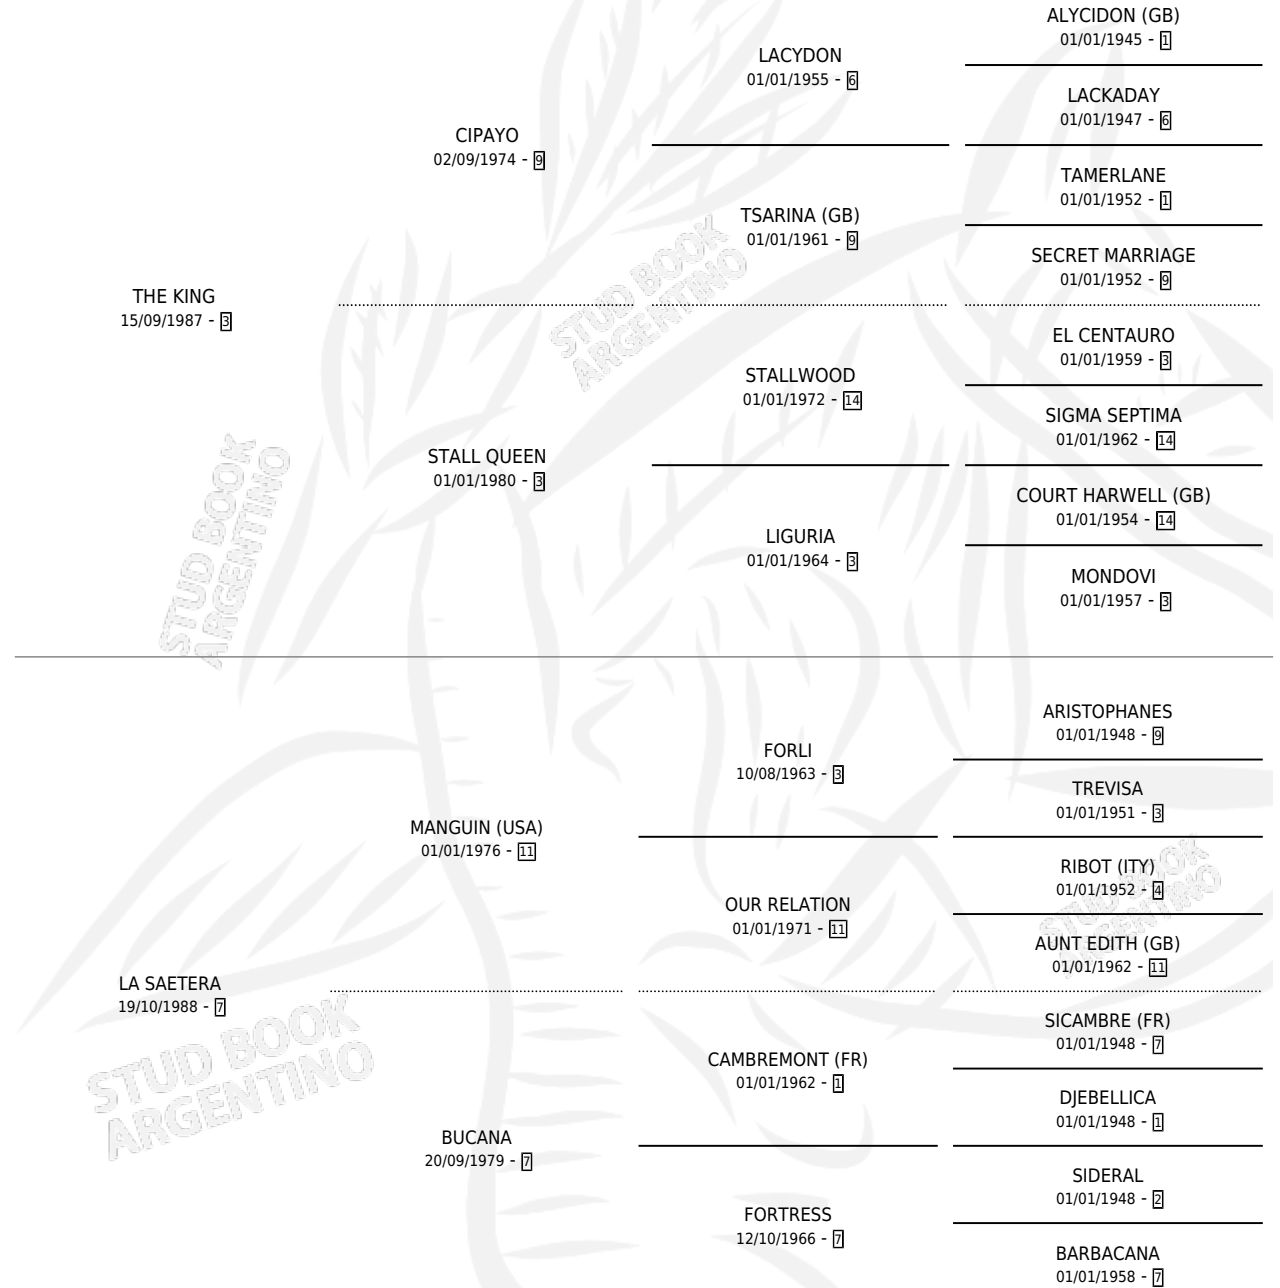 ALYCIDON (GB)
01/01/1945 - 1
LACYDON
01/01/1955 - 6
LACKADAY
01/01/1947 - 6
CIPAYO
02/09/1974 - 9
TAMERLANE
01/01/1952 - 1
TSARINA (GB)
01/01/1961 - 9
SECRET MARRIAGE
01/01/1952 - 9
THE KING
15/09/1987 - 3
STUD BOOK
ARGENTINO
EL CENTAURO
01/01/1959 - 3
STALLWOOD
01/01/1972 - 14
SIGMA SEPTIMA
01/01/1962 - 14
STALL QUEEN
01/01/1980 - 3
COURT HARWELL (GB)
01/01/1954 - 14
LIGURIA
01/01/1964 - 3
MONDOVI
01/01/1957 - 3
STUD BOOK
ARGENTINO
ARISTOPHANES
01/01/1948 - 9
FORLI
10/08/1963 - 3
TREVISA
01/01/1951 - 3
MANGUIN (USA)
01/01/1976 - 11
RIBOT (ITY)
01/01/1952 - 4
OUR RELATION
01/01/1971 - 11
STUD BOOK
ARGENTINO
AUNT EDITH (GB)
01/01/1962 - 11
LA SAETERA
19/10/1988 - 7
SICAMBRE (FR)
01/01/1948 - 7
CAMBREMONT (FR)
01/01/1962 - 1
DJEBELLICA
01/01/1948 - 1
STUD BOOK
ARGENTINO
BUCANA
20/09/1979 - 7
SIDERAL
01/01/1948 - 2
FORTRESS
12/10/1966 - 7
BARBACANA
01/01/1958 - 7